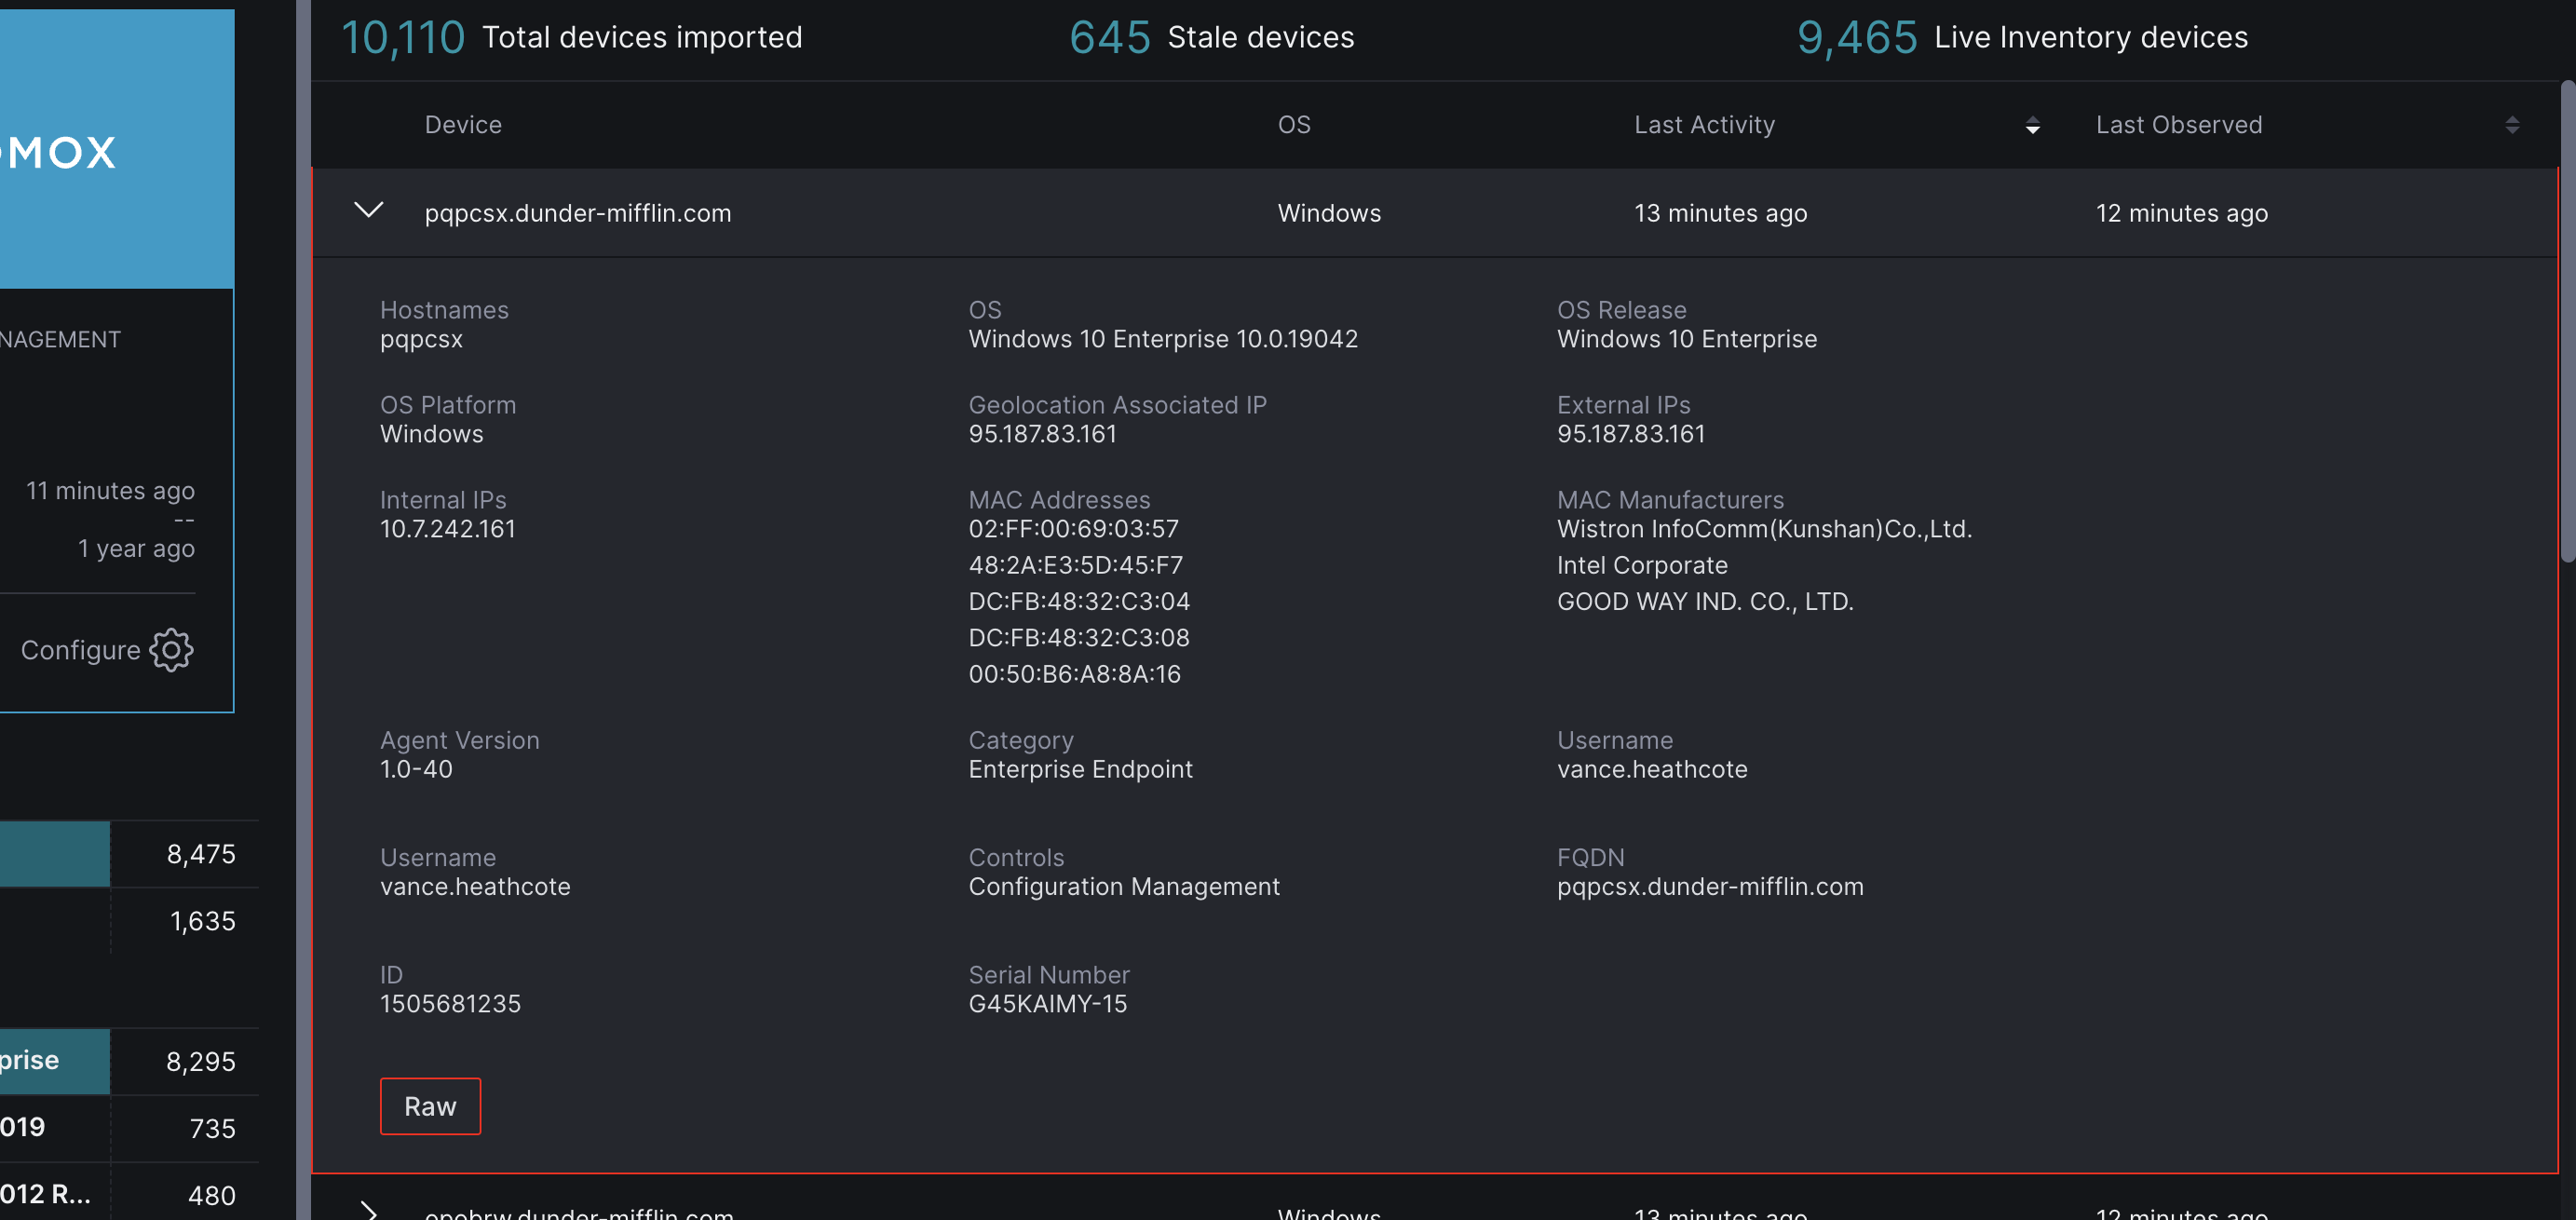 10,110 Total devices imported 645 Stale devices 9,465 Live Inventory devices
OMOX
NAGEMENT
11 minutes ago
--
1 year ago
Configure
8,475
1,635
prise 8,295
019 735
012 R... 480
Device OS Last Activity Last Observed
pqpcsx.dunder-mifflin.com Windows 13 minutes ago 12 minutes ago
Hostnames OS OS Release
pqpcsx Windows 10 Enterprise 10.0.19042 Windows 10 Enterprise
OS Platform Geolocation Associated IP External IPs
Windows 95.187.83.161 95.187.83.161
Internal IPs MAC Addresses MAC Manufacturers
10.7.242.161 02:FF:00:69:03:57 Wistron InfoComm(Kunshan)Co.,Ltd.
48:2A:E3:5D:45:F7 Intel Corporate
DC:FB:48:32:C3:04 GOOD WAY IND. CO., LTD.
DC:FB:48:32:C3:08
00:50:B6:A8:8A:16
Agent Version Category Username
1.0-40 Enterprise Endpoint vance.heathcote
Username Controls FQDN
vance.heathcote Configuration Management pqpcsx.dunder-mifflin.com
ID Serial Number
1505681235 G45KAIMY-15
Raw
opobrw.dunder-mifflin.com Windows 13 minutes ago 12 minutes ago